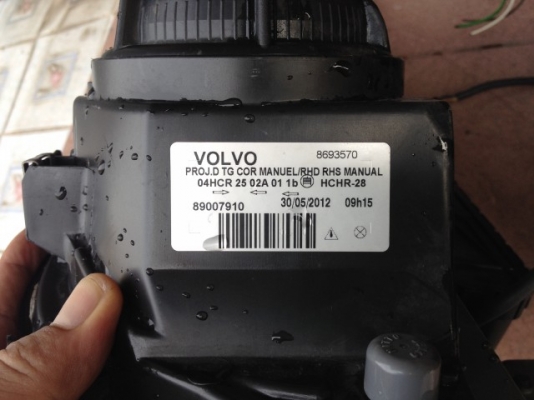 VOLVO 8693570
PROJ.D TG COR MANUEL/RHD RHS MANUAL
04HCR 25 02A 01 1b HCHR-28
89007910 30/05/2012 09h15